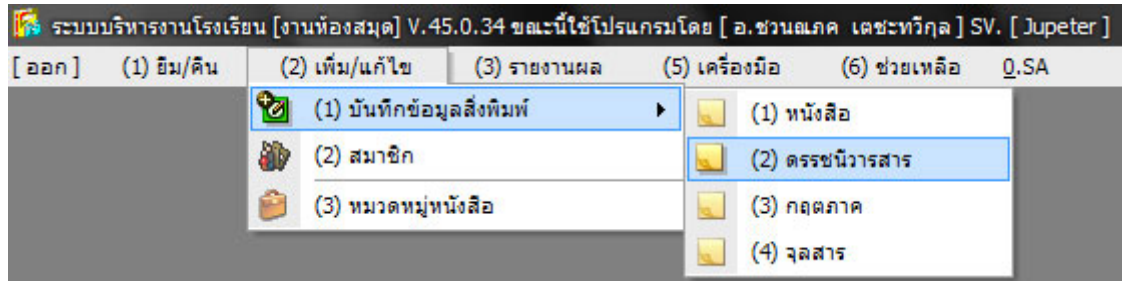 ระบบบริหารงานโรงเรียน [งานห้องสมุด] V.45.0.34 ขณะนี้ใช้โปรแกรมโดย [ อ.ชวนณภค เตชะทวีกุล ] SV. [ Jupeter ]
[ ออก ] (1) ยืม/คืน (2) เพิ่ม/แก้ไข (3) รายงานผล (5) เครื่องมือ (6) ช่วยเหลือ 0.SA
(1) บันทึกข้อมูลสิ่งพิมพ์ (1) หนังสือ
(2) สมาชิก (2) ดรรชนีวารสาร
(3) หมวดหมู่หนังสือ (3) กฤตภาค
(4) จุลสาร